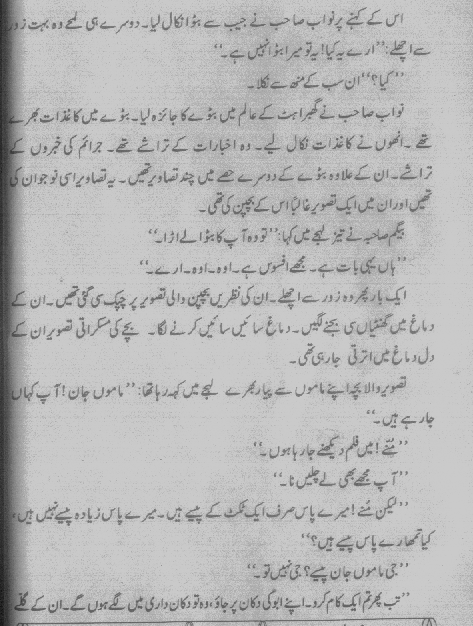 اس کے کہنے پر نواب صاحب نے جیب سے بٹوا نکال لیا۔ دوسرے ہی لمحے وہ بہت زور
سے اچھلے: ’’ارے یہ کیا! یہ تو میرا بٹوا نہیں ہے۔‘‘
’’کیا؟‘‘ ان سب کے منھ سے نکلا۔
نواب صاحب نے گھبراہٹ کے عالم میں بٹوے کا جائزہ لیا۔ بٹوے میں کاغذات بھرے
تھے۔ انھوں نے کاغذات نکال لیے۔ وہ اخبارات کے تراشے تھے۔ جرائم کی خبروں کے
تراشے۔ ان کے علاوہ بٹوے کے دوسرے حصے میں چند تصاویر تھیں۔ یہ تصاویر اسی نوجوان کی
تھیں اور ان میں ایک تصویر غالباً اس کے بچپن کی تھی۔
بیگم صاحبہ نے تیز لہجے میں کہا: ’’تو وہ آپ کا بٹوا لے اڑا۔‘‘
’’ہاں یہی بات ہے۔ مجھے افسوس ہے۔ اوہ۔ اوہ۔ ارے۔‘‘
ایک بار پھر وہ زور سے اچھلے۔ ان کی نظریں بچپن والی تصویر پر چپک سی گئی تھیں۔ ان کے
دماغ میں گھنٹیاں سی بجنے لگیں۔ دماغ سائیں سائیں کرنے لگا۔ بچے کی مسکراتی تصویر ان کے
دل دماغ میں اترتی جا رہی تھی۔
تصویر والا بچہ اپنے ماموں سے پیار بھرے لہجے میں کہہ رہا تھا: ’’ماموں جان! آپ کہاں
جا رہے ہیں۔‘‘
’’منّے! میں فلم دیکھنے جا رہا ہوں۔‘‘
’’آپ مجھے بھی لے چلیں نا۔‘‘
’’لیکن مُنے! میرے پاس صرف ایک ٹکٹ کے پیسے ہیں۔ میرے پاس زیادہ پیسے نہیں ہیں،
کیا تمھارے پاس پیسے ہیں؟‘‘
’’جی ماموں جان پیسے؟ جی نہیں تو۔‘‘
’’تب پھر تم ایک کام کرو۔ اپنے ابو کی دکان پر جاؤ، وہ تو دکان داری میں لگے ہوں گے۔ ان کے گلّے